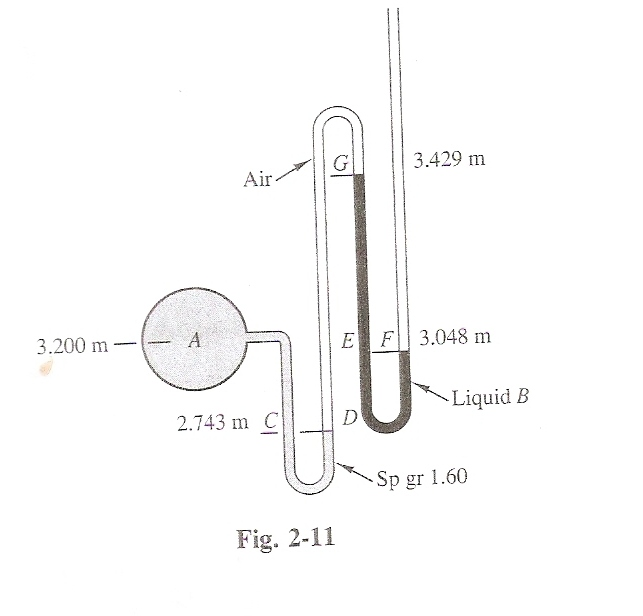 3.429 m
G
Air
3.200 m
A
E
F
3.048 m
Liquid B
2.743 m
C
D
Sp gr 1.60
Fig. 2-11